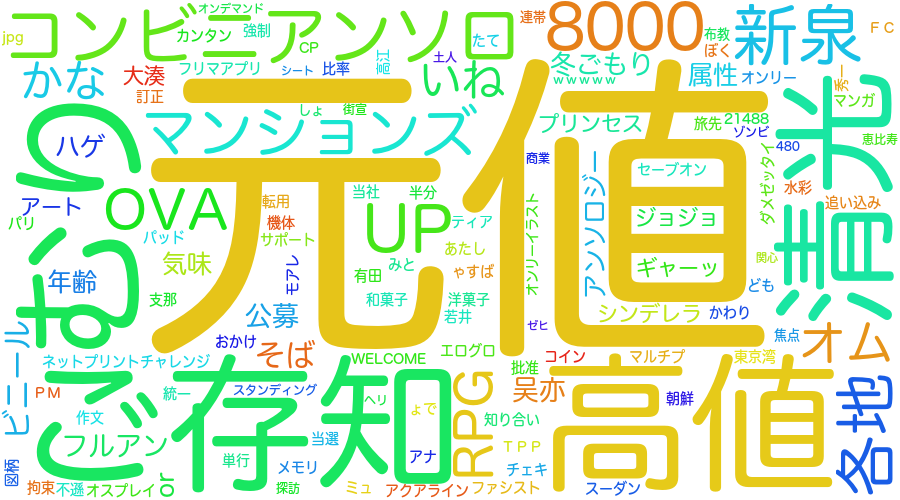 オンデマンド
jpg
コンビニアンソロ
カンタン
強制
連帯
8000
布教
ぼく
新泉
ＦＣ
CP
たて
土人
高江
かな
大湊
訂正
フリマアプリ
シート
比率
いね
冬ごもり
wwwww
属性
オンリー
秀一
マンガ
しょ
街宣
元値
マンションズ
プリンセス
旅先
21488
ゾンビ
480
恵比寿
清光
ハゲ
ごむり
商業
アンソロジー
セーブオン
ダメゼッタイ
水彩
追い込み
アート
パリ
OVA
転用
機体
当社
半分
UP
ティア
オンリーイラスト
ジョジョ
パッド
サポート
気味
モアレ
みと
あたし
ゃすぱ
ギャーッ
関心
年齢
支那
有田
和菓子
洋菓子
若井
ども
公募
シンデレラ
かわり
ビニール
おかけ
ゼヒ
焦点
オム
ネットプリントチャレンジ
そば
WELCOME
エログロ
批准
コイン
マルチプ
東京湾
ＰＭ
統一
スタンディング
ヘリ
RPG
呉亦
朝鮮
各地
作文
ご存知
ょで
知り合い
高値
フルアン
当選
アナ
ＴＰＰ
図柄
単行
メモリ
チェキ
拘束
不遜
オスプレイ
or
探訪
ミュ
アクアライン
ファシスト
スーダン